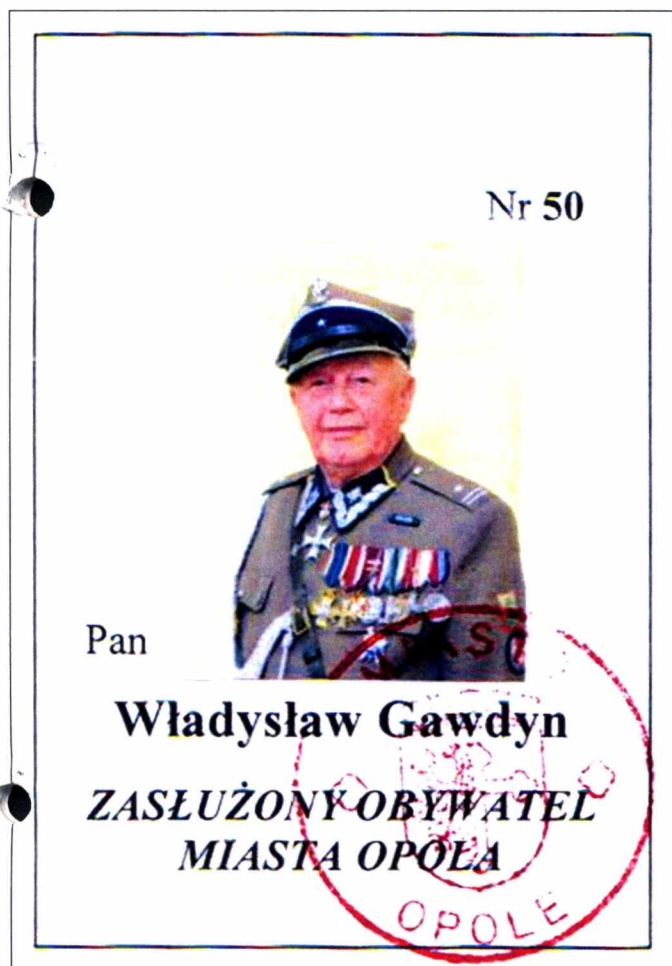 Nr 50
Pan
Władysław Gawdyn
ZASŁUŻONY OBYWATEL
MIASTA OPOLA
OPOLE